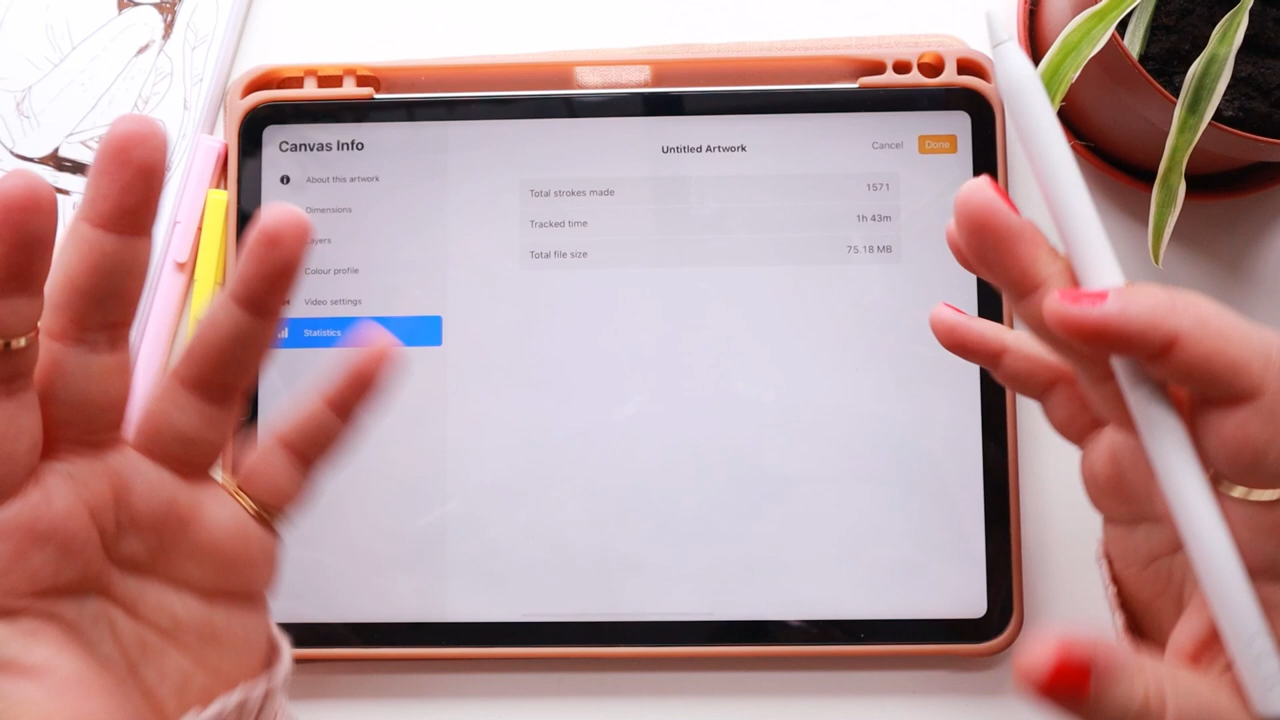 Canvas Info
Untitled Artwork
Cancel
Done
About this artwork
Dimensions
Layers
Colour profile
Video settings
Statistics
Total strokes made 1571
Tracked time 1h 43m
Total file size 75.18 MB